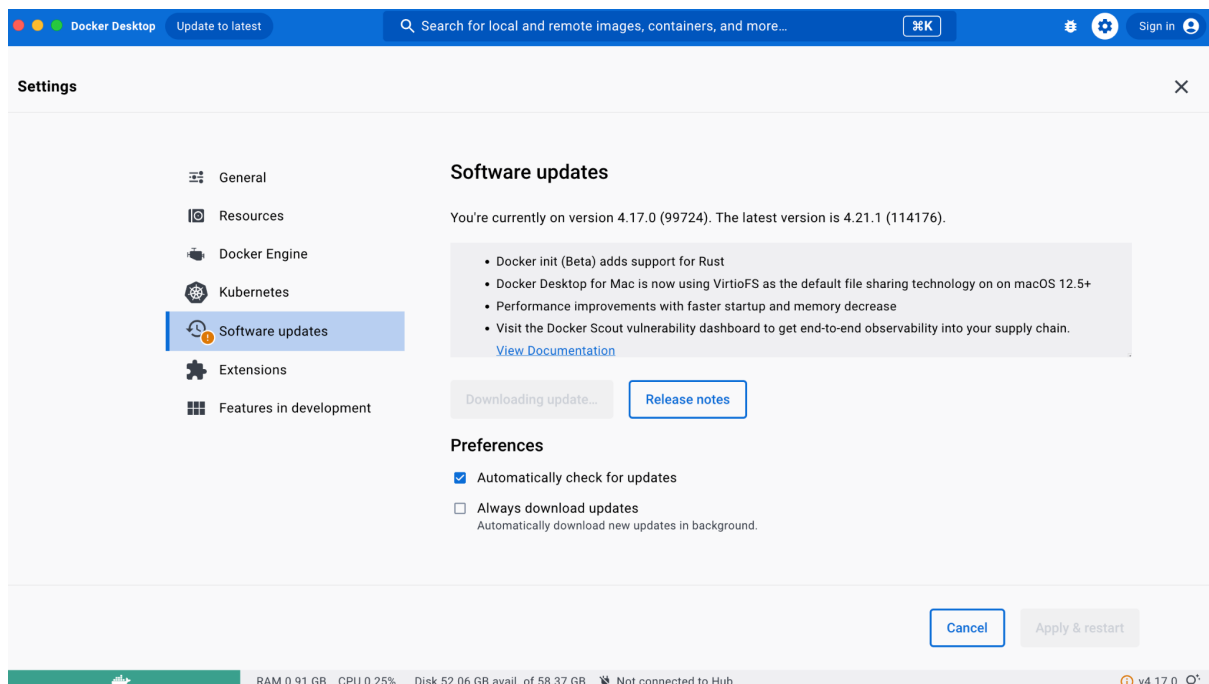 Docker Desktop Update to latest Search for local and remote images, containers, and more... ⌘K Sign in
Settings
General
Resources
Docker Engine
Kubernetes
Software updates
Extensions
Features in development
Software updates
You're currently on version 4.17.0 (99724). The latest version is 4.21.1 (114176).
• Docker init (Beta) adds support for Rust
• Docker Desktop for Mac is now using VirtioFS as the default file sharing technology on on macOS 12.5+
• Performance improvements with faster startup and memory decrease
• Visit the Docker Scout vulnerability dashboard to get end-to-end observability into your supply chain.
View Documentation
Downloading update... Release notes
Preferences
Automatically check for updates
Always download updates
Automatically download new updates in background.
Cancel Apply & restart
RAM 0.91 GB CPU 0.25% Disk 52.06 GB avail. of 58.37 GB Not connected to Hub v4.17.0